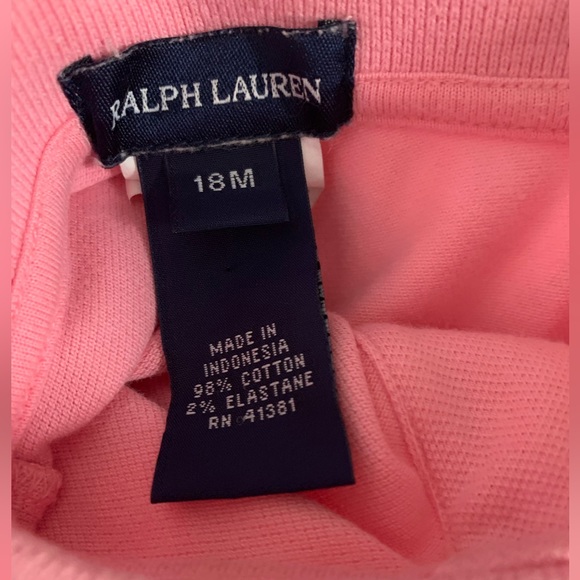 RALPH LAUREN
18M
MADE IN
INDONESIA
98% COTTON
2% ELASTANE
RN 41381